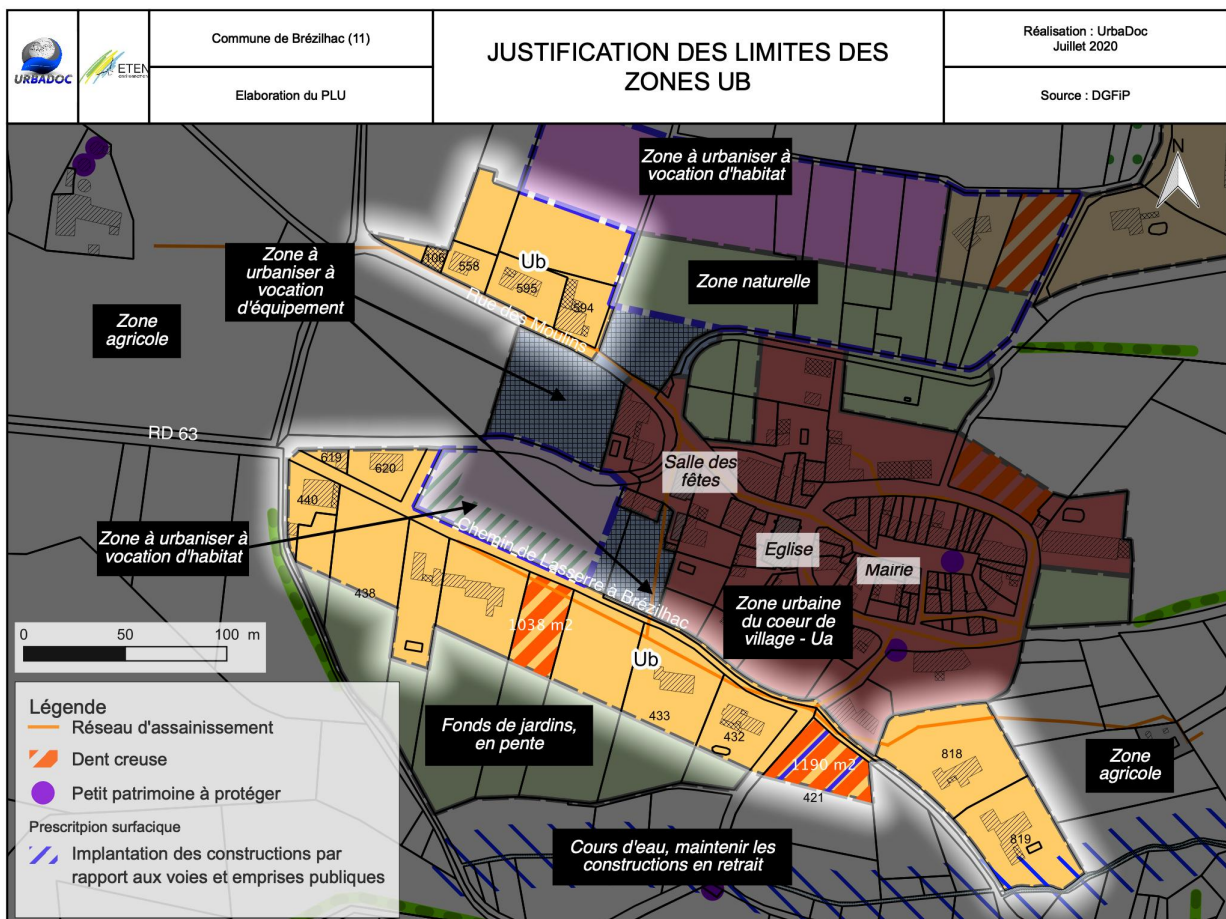 URBADOC
ETEN
Commune de Brézilhac (11)
Elaboration du PLU
JUSTIFICATION DES LIMITES DES
ZONES UB
Réalisation : UrbaDoc
Juillet 2020
Source : DGFiP
Zone à urbaniser à
vocation d'habitat
N
Zone à
urbaniser à
vocation
d'équipement
106
558
Ub
595
594
Rue des Moulins
Zone naturelle
Zone
agricole
RD 63
619
620
440
Salle des
fêtes
Zone à urbaniser à
vocation d'habitat
Chemin de Lasserre à Brézilhac
Eglise
Mairie
438
1038 m2
Zone urbaine
du coeur de
village - Ua
0 50 100 m
Ub
433
432
Fonds de jardins,
en pente
1190 m2
421
818
819
Zone
agricole
Cours d'eau, maintenir les
constructions en retrait
Légende
Réseau d'assainissement
Dent creuse
Petit patrimoine à protéger
Prescritpion surfacique
Implantation des constructions par
rapport aux voies et emprises publiques